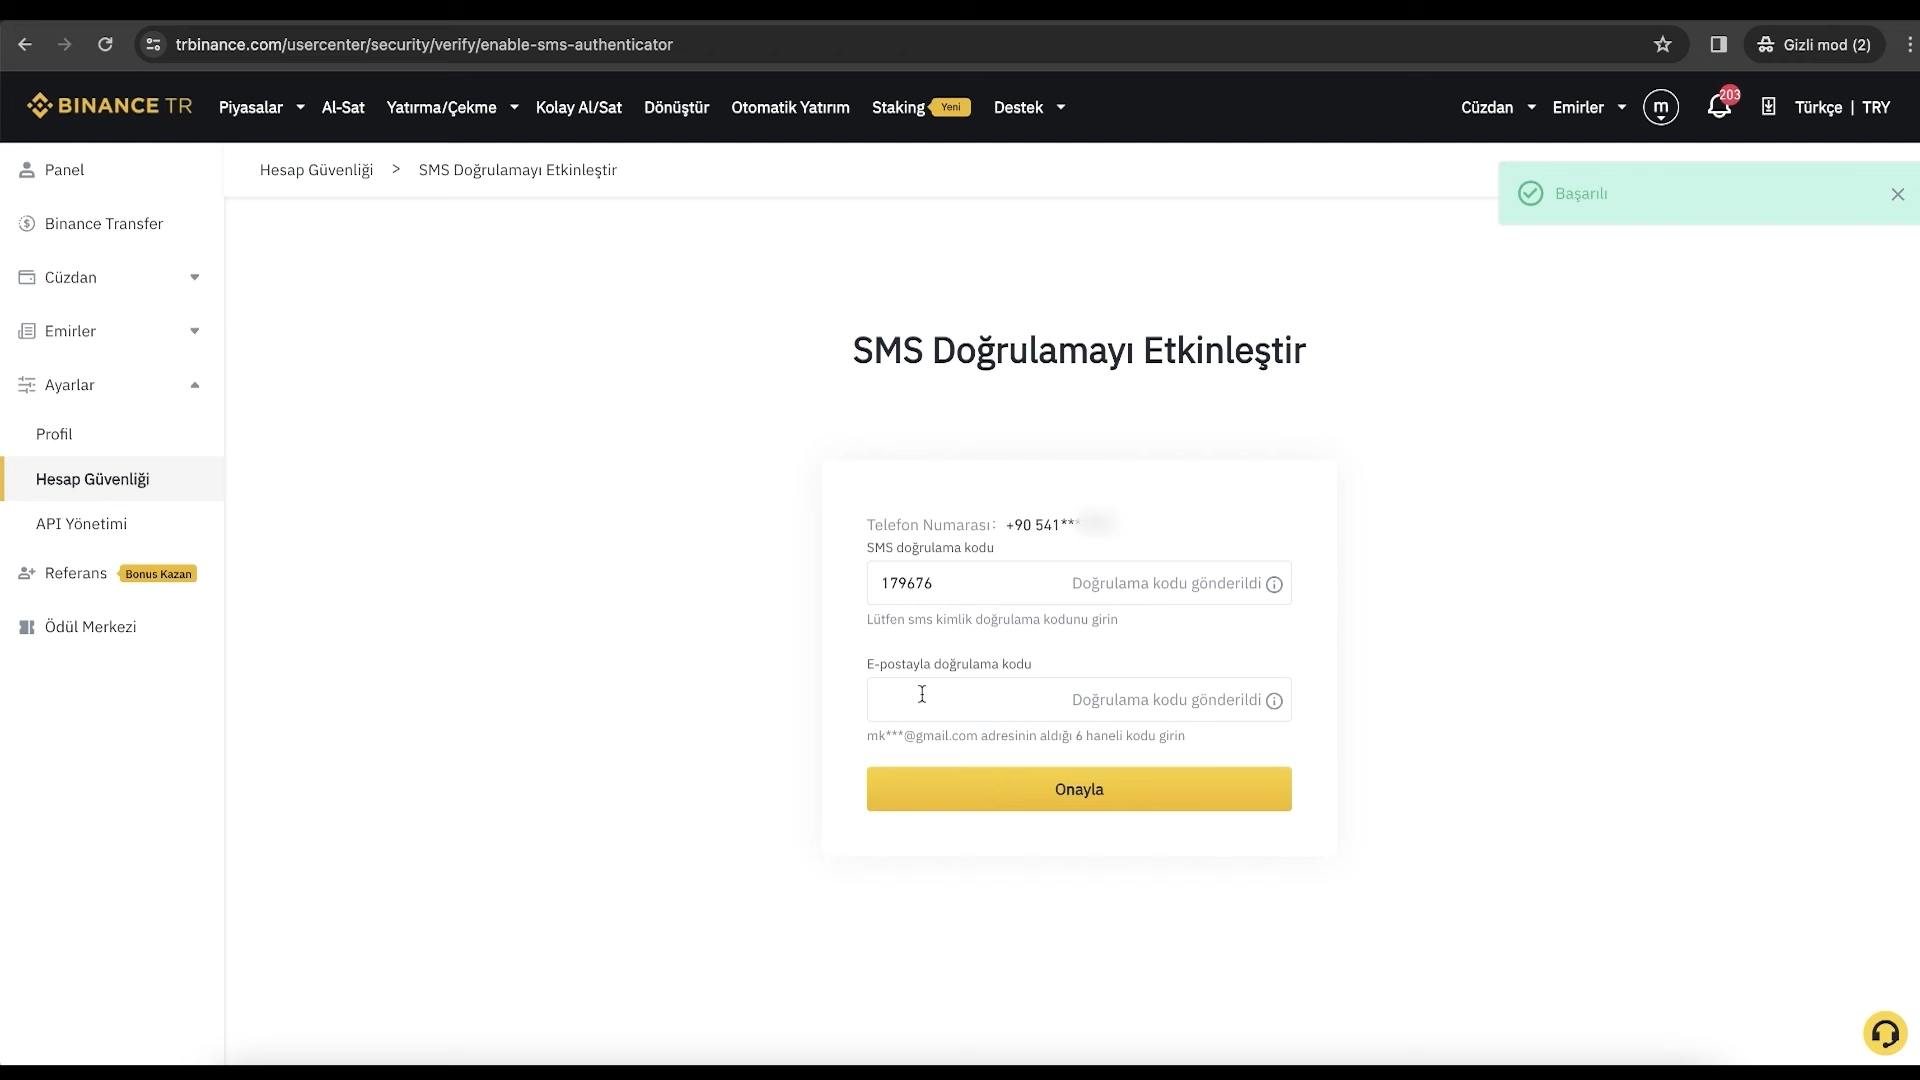 trbinance.com/usercenter/security/verify/enable-sms-authenticator
Gizli mod (2)
BINANCE TR
Piyasalar
Al-Sat
Yatırma/Çekme
Kolay Al/Sat
Dönüştür
Otomatik Yatırım
Staking
Yeni
Destek
Cüzdan
Emirler
m
203
Türkçe | TRY
Panel
Binance Transfer
Cüzdan
Emirler
Ayarlar
Profil
Hesap Güvenliği
API Yönetimi
Referans
Bonus Kazan
Ödül Merkezi
Hesap Güvenliği > SMS Doğrulamayı Etkinleştir
Başarılı
SMS Doğrulamayı Etkinleştir
Telefon Numarası: +90 541***
SMS doğrulama kodu
179676 Doğrulama kodu gönderildi
Lütfen sms kimlik doğrulama kodunu girin
E-postayla doğrulama kodu
Doğrulama kodu gönderildi
mk***@gmail.com adresinin aldığı 6 haneli kodu girin
Onayla